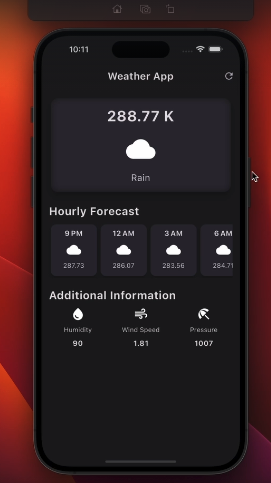 10:11
Weather App
288.77 K
Rain
Hourly Forecast
9 PM 12 AM 3 AM 6 AM
287.73 286.07 283.56 284.71
Additional Information
Humidity Wind Speed Pressure
90 1.81 1007